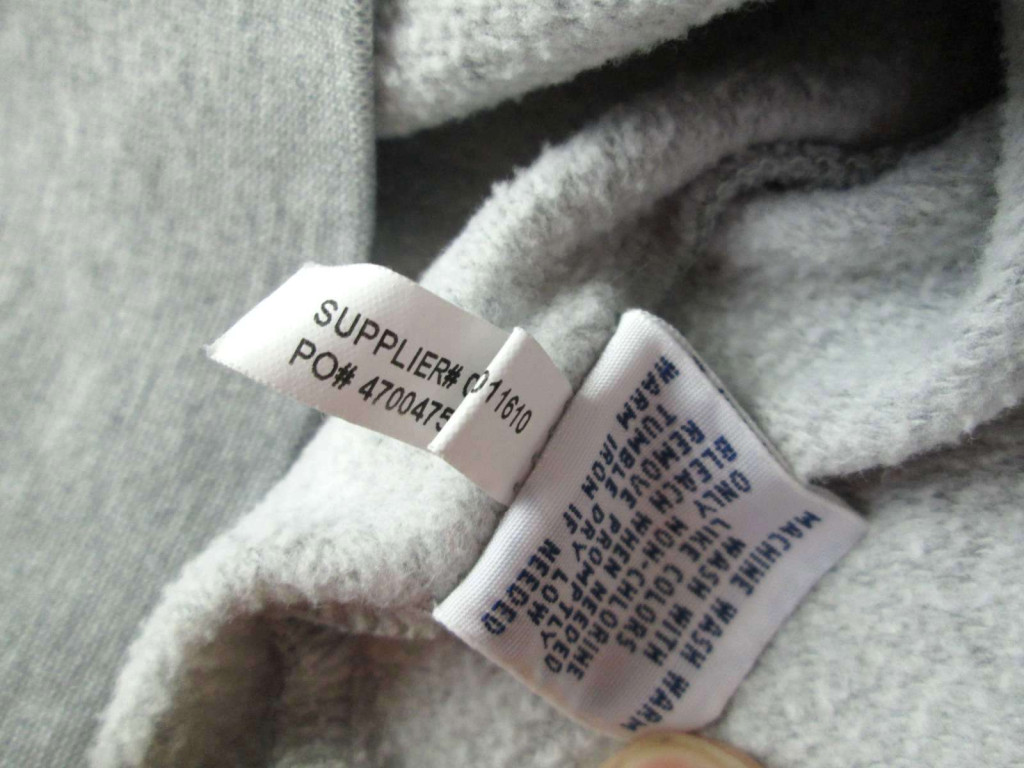 SUPPLIER# 011610
PO# 4700475
MACHINE WASH WARM
WASH WITH
LIKE COLORS
ONLY NON CHLORINE
BLEACH WHEN NEEDED
REMOVE PROMPTLY
TUMBLE DRY LOW
WARM IRON IF NEEDED